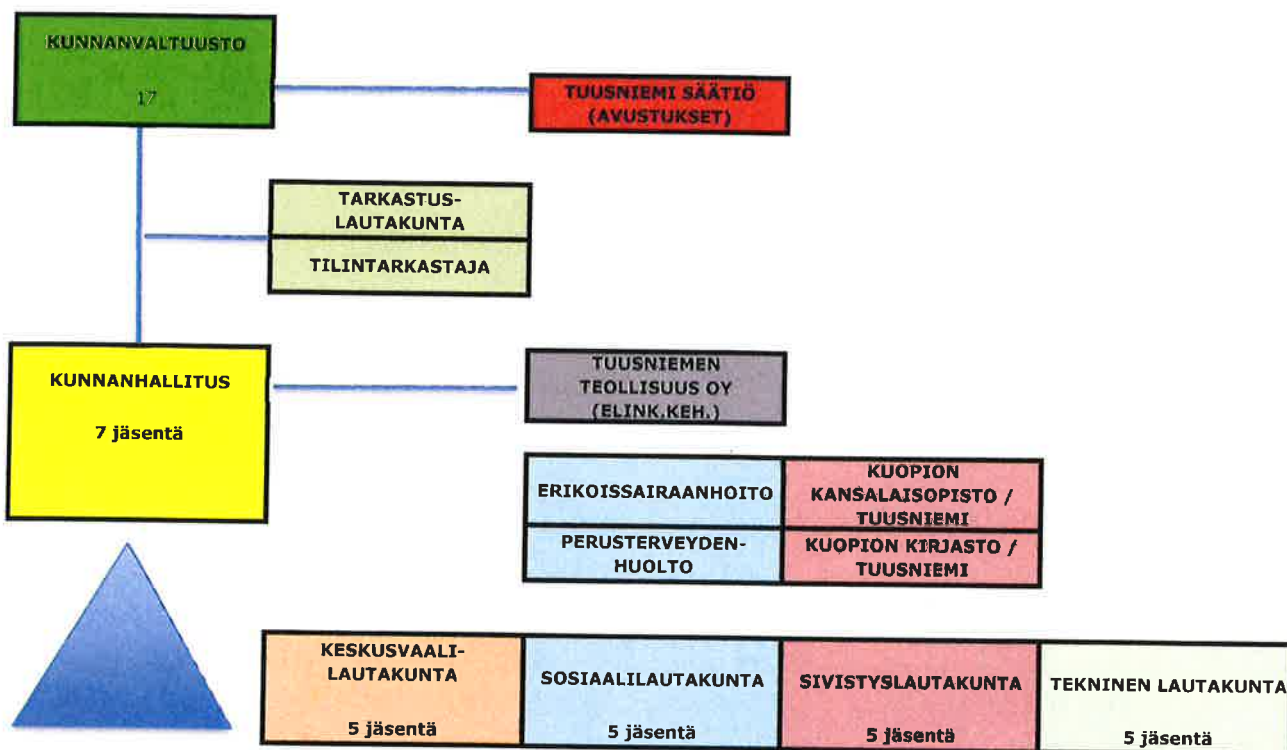 KUNNANVALTUUSTO
17
TUUSNIEMI SÄÄTIÖ
(AVUSTUKSET)
TARKASTUS-
LAUTAKUNTA
TILINTARKASTAJA
KUNNANHALLITUS
7 jäsentä
TUUSNIEMEN
TEOLLISUUS OY
(ELINK.KEH.)
ERIKOISSAIRAANHOITO
KUOPION
KANSALAISOPISTO /
TUUSNIEMI
PERUSTERVEYDEN-
HUOLTO
KUOPION KIRJASTO /
TUUSNIEMI
KESKUSVAALI-
LAUTAKUNTA
5 jäsentä
SOSIAALILAUTAKUNTA
5 jäsentä
SIVISTYSLAUTAKUNTA
5 jäsentä
TEKNINEN LAUTAKUNTA
5 jäsentä